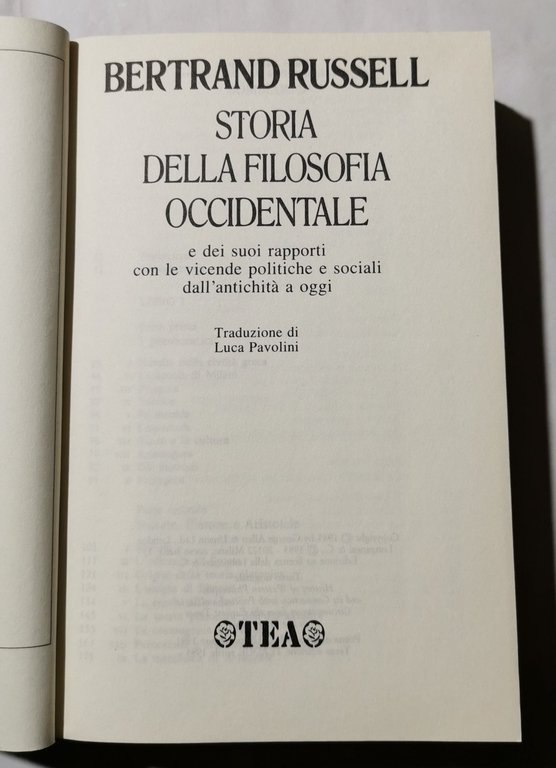 BERTRAND RUSSELL
STORIA
DELLA FILOSOFIA
OCCIDENTALE
e dei suoi rapporti
con le vicende politiche e sociali
dall'antichità a oggi
Traduzione di
Luca Pavolini
TEA